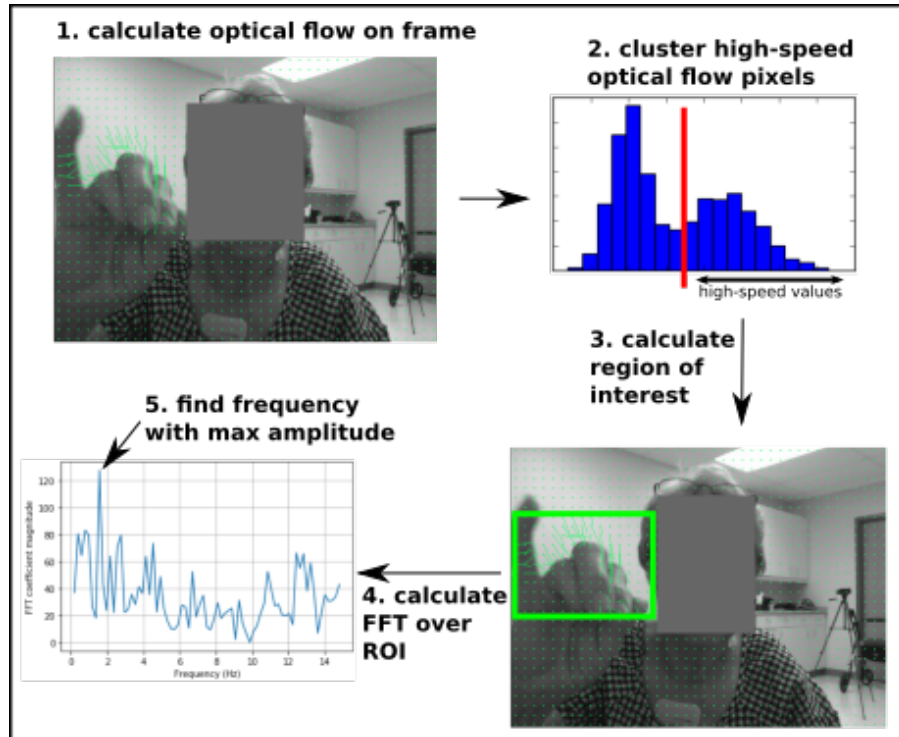 1. calculate optical flow on frame
2. cluster high-speed
optical flow pixels
high-speed values
3. calculate
region of
interest
4. calculate
FFT over
ROI
5. find frequency
with max amplitude
FFT coefficient magnitude
120
100
80
60
40
20
0
0 2 4 6 8 10 12 14
Frequency (Hz)